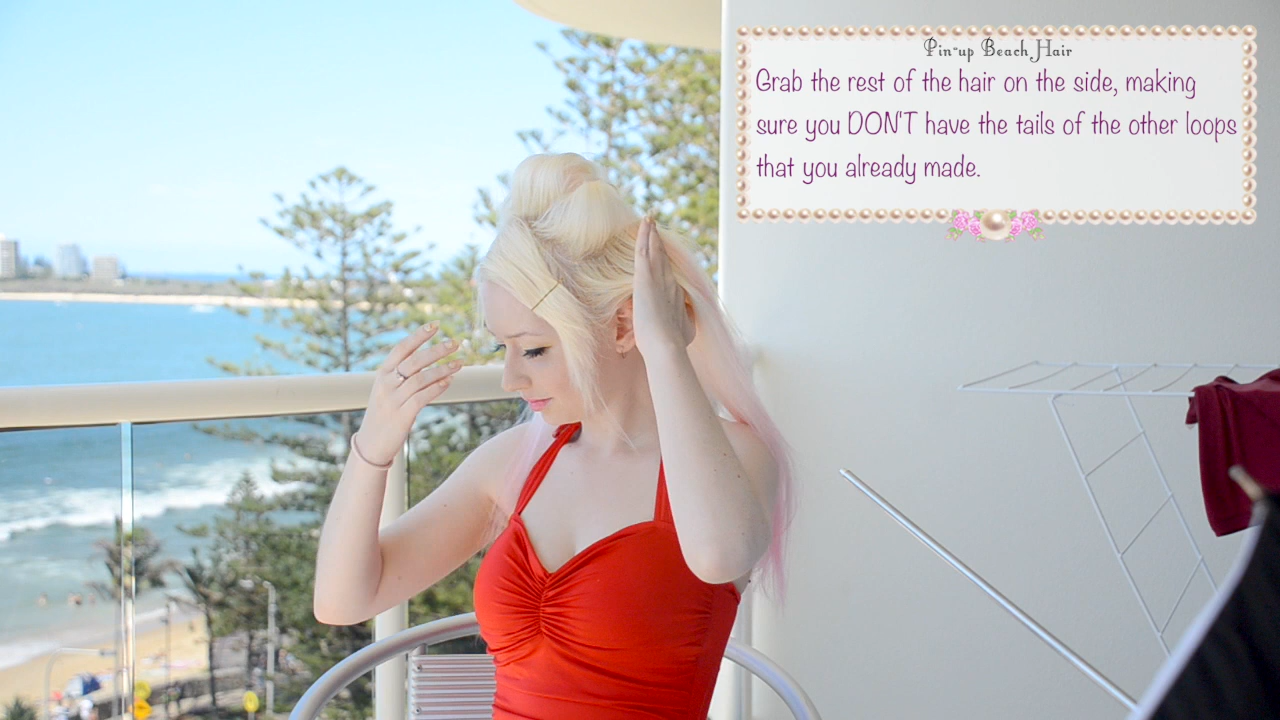 Pin-up Beach Hair
Grab the rest of the hair on the side, making
sure you DON'T have the tails of the other loops
that you already made.